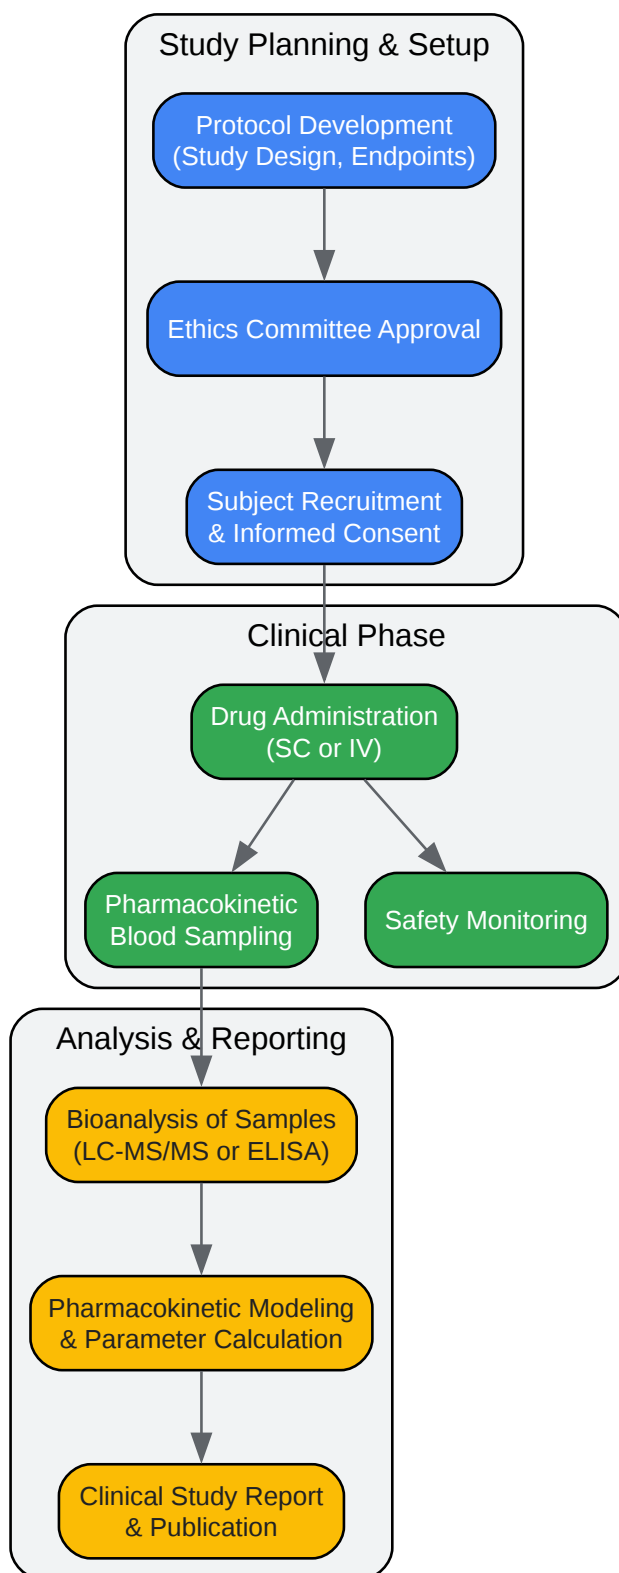 Study Planning & Setup
Protocol Development
(Study Design, Endpoints)
Ethics Committee Approval
Subject Recruitment
& Informed Consent
Clinical Phase
Drug Administration
(SC or IV)
Pharmacokinetic
Blood Sampling
Safety Monitoring
Analysis & Reporting
Bioanalysis of Samples
(LC-MS/MS or ELISA)
Pharmacokinetic Modeling
& Parameter Calculation
Clinical Study Report
& Publication